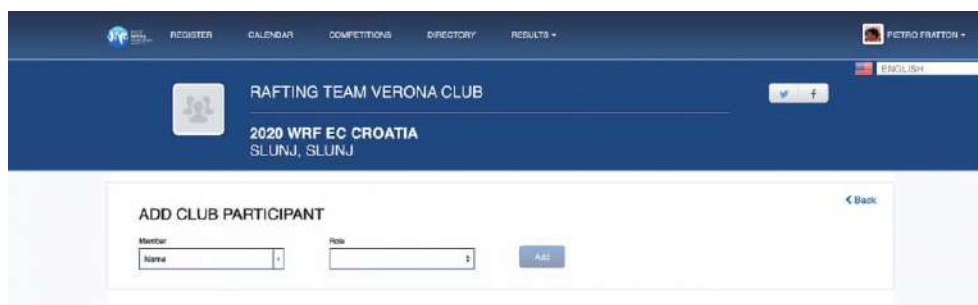 REGISTER CALENDAR COMPETITIONS DIRECTORY RESULTS PIETRO FRATTON
ENGLISH
RAFTING TEAM VERONA CLUB
2020 WRF EC CROATIA
SLUNJ, SLUNJ
Back
ADD CLUB PARTICIPANT
Member Role
Name Add